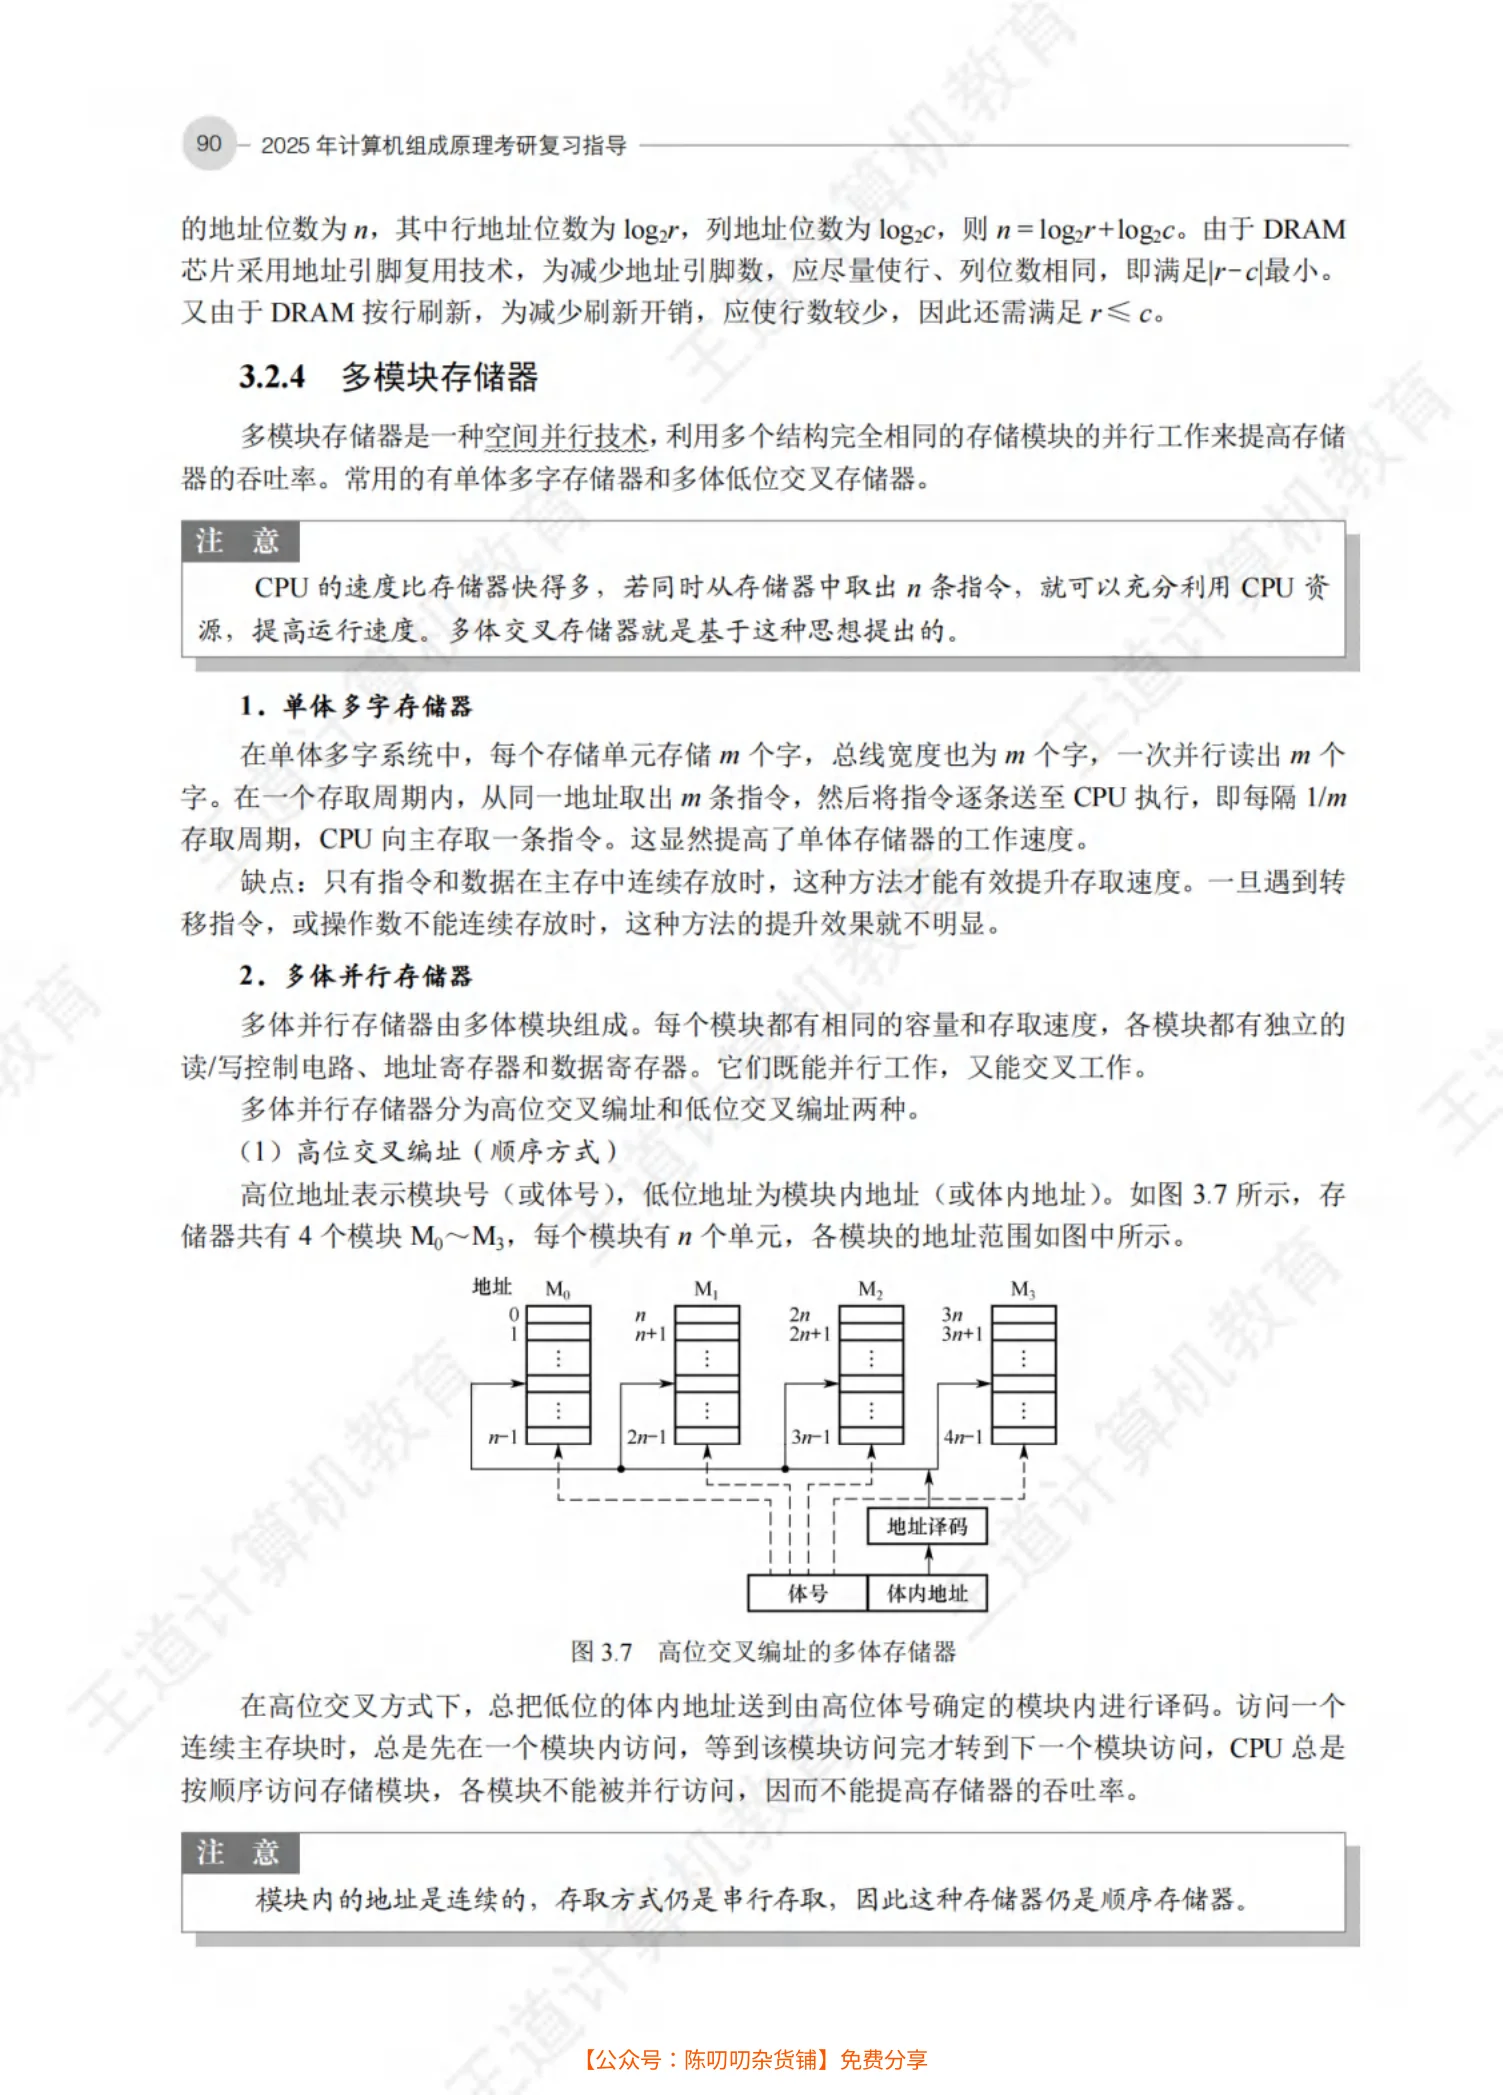 90 2025 年计算机组成原理考研复习指导
的地址位数为 n，其中行地址位数为 log₂r，列地址位数为 log₂c，则 n = log₂r+log₂c。由于 DRAM
芯片采用地址引脚复用技术，为减少地址引脚数，应尽量使行、列位数相同，即满足|r−c|最小。
又由于 DRAM 按行刷新，为减少刷新开销，应使行数较少，因此还需满足 r≤c。
3.2.4 多模块存储器
多模块存储器是一种空间并行技术，利用多个结构完全相同的存储模块的并行工作来提高存储
器的吞吐率。常用的有单体多字存储器和多体低位交叉存储器。
注 意
CPU 的速度比存储器快得多，若同时从存储器中取出 n 条指令，就可以充分利用 CPU 资
源，提高运行速度。多体交叉存储器就是基于这种思想提出的。
1．单体多字存储器
在单体多字系统中，每个存储单元存储 m 个字，总线宽度也为 m 个字，一次并行读出 m 个
字。在一个存取周期内，从同一地址取出 m 条指令，然后将指令逐条送至 CPU 执行，即每隔 1/m
存取周期，CPU 向主存取一条指令。这显然提高了单体存储器的工作速度。
缺点：只有指令和数据在主存中连续存放时，这种方法才能有效提升存取速度。一旦遇到转
移指令，或操作数不能连续存放时，这种方法的提升效果就不明显。
2．多体并行存储器
多体并行存储器由多体模块组成。每个模块都有相同的容量和存取速度，各模块都有独立的
读/写控制电路、地址寄存器和数据寄存器。它们既能并行工作，又能交叉工作。
多体并行存储器分为高位交叉编址和低位交叉编址两种。
（1）高位交叉编址（顺序方式）
高位地址表示模块号（或体号），低位地址为模块内地址（或体内地址）。如图 3.7 所示，存
储器共有 4 个模块 M₀～M₃，每个模块有 n 个单元，各模块的地址范围如图中所示。
地址 M₀ M₁ M₂ M₃
0 n 2n 3n
1 n+1 2n+1 3n+1
⋮ ⋮ ⋮ ⋮
⋮ ⋮ ⋮ ⋮
n−1 2n−1 3n−1 4n−1
地址译码
体号 体内地址
图 3.7 高位交叉编址的多体存储器
在高位交叉方式下，总把低位的体内地址送到由高位体号确定的模块内进行译码。访问一个
连续主存块时，总是先在一个模块内访问，等到该模块访问完才转到下一个模块访问，CPU 总是
按顺序访问存储模块，各模块不能被并行访问，因而不能提高存储器的吞吐率。
注 意
模块内的地址是连续的，存取方式仍是串行存取，因此这种存储器仍是顺序存储器。
【公众号：陈叨叨杂货铺】免费分享
王道计算机教育